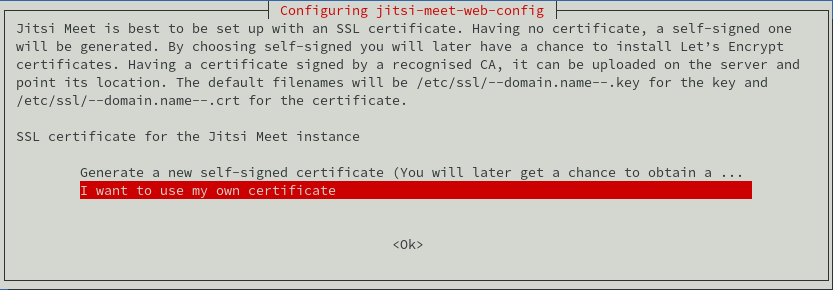 Configuring jitsi-meet-web-config
Jitsi Meet is best to be set up with an SSL certificate. Having no certificate, a self-signed one
will be generated. By choosing self-signed you will later have a chance to install Let’s Encrypt
certificates. Having a certificate signed by a recognised CA, it can be uploaded on the server and
point its location. The default filenames will be /etc/ssl/--domain.name--.key for the key and
/etc/ssl/--domain.name--.crt for the certificate.
SSL certificate for the Jitsi Meet instance
Generate a new self-signed certificate (You will later get a chance to obtain a ...
I want to use my own certificate
<Ok>